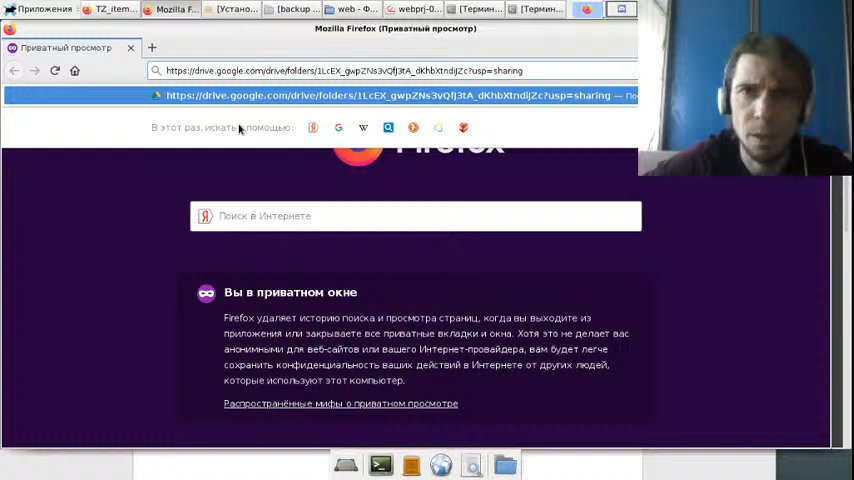 Приложения TZ_item... Mozilla F... [Устано... [backup ... web - Ф... webprj-0... [Термин... [Термин...
Mozilla Firefox (Приватный просмотр)
Приватный просмотр
https://drive.google.com/drive/folders/1LcEX_gwpZNs3vQfJ3tA_dKhbXtndiJZc?usp=sharing
https://drive.google.com/drive/folders/1LcEX_gwpZNs3vQfJ3tA_dKhbXtndiJZc?usp=sharing —
В этот раз, искать помощью:
Firefox
Поиск в Интернете
Вы в приватном окне
Firefox удаляет историю поиска и просмотра страниц, когда вы выходите из
приложения или закрываете все приватные вкладки и окна. Хотя это не делает вас
анонимными для веб-сайтов или вашего Интернет-провайдера, вам будет легче
сохранить конфиденциальность ваших действий в Интернете от других людей,
которые используют этот компьютер.
Распространённые мифы о приватном просмотре